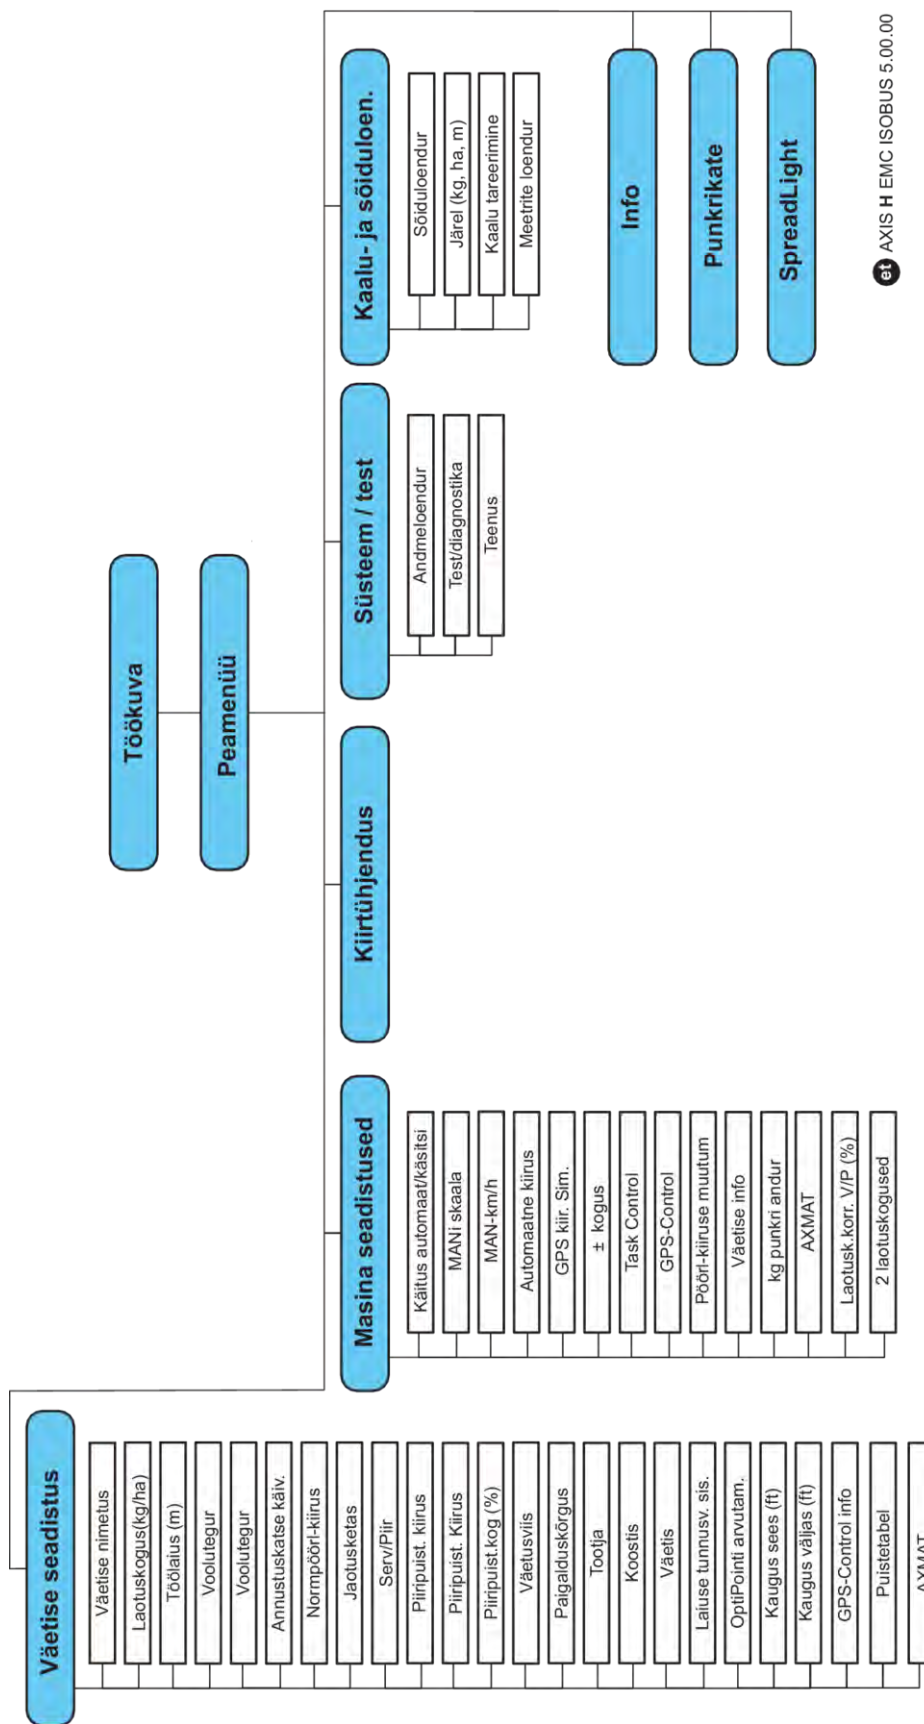 Töökuva
Peamenüü
Väetise seadistus
Väetise nimetus
Laotuskogus(kg/ha)
Töölaius (m)
Voolutegur
Voolutegur
Annustuskatse käiv.
Normpöörl-kiirus
Jaotusketas
Serv/Piir
Piiripuist. kiirus
Piiripuist. Kiirus
Piiripuist.kog (%)
Väetusviis
Paigalduskõrgus
Tootja
Koostis
Väetis
Laiuse tunnusv. sis.
OptiPointi arvutam.
Kaugus sees (ft)
Kaugus väljas (ft)
GPS-Control info
Puistetabel
AXMAT
Masina seadistused
Käitus automaat/käsitsi
MANi skaala
MAN-km/h
Automaatne kiirus
GPS kiir. Sim.
± kogus
Task Control
GPS-Control
Pöörl-kiiruse muutum
Väetise info
kg punkri andur
AXMAT
Laotusk.korr. V/P (%)
2 laotuskogused
Kiirtühjendus
Süsteem / test
Andmeloendur
Test/diagnostika
Teenus
Kaalu- ja sõiduloen.
Sõiduloendur
Järel (kg, ha, m)
Kaalu tareerimine
Meetrite loendur
Info
Punkrikate
SpreadLight
et AXIS H EMC ISOBUS 5.00.00